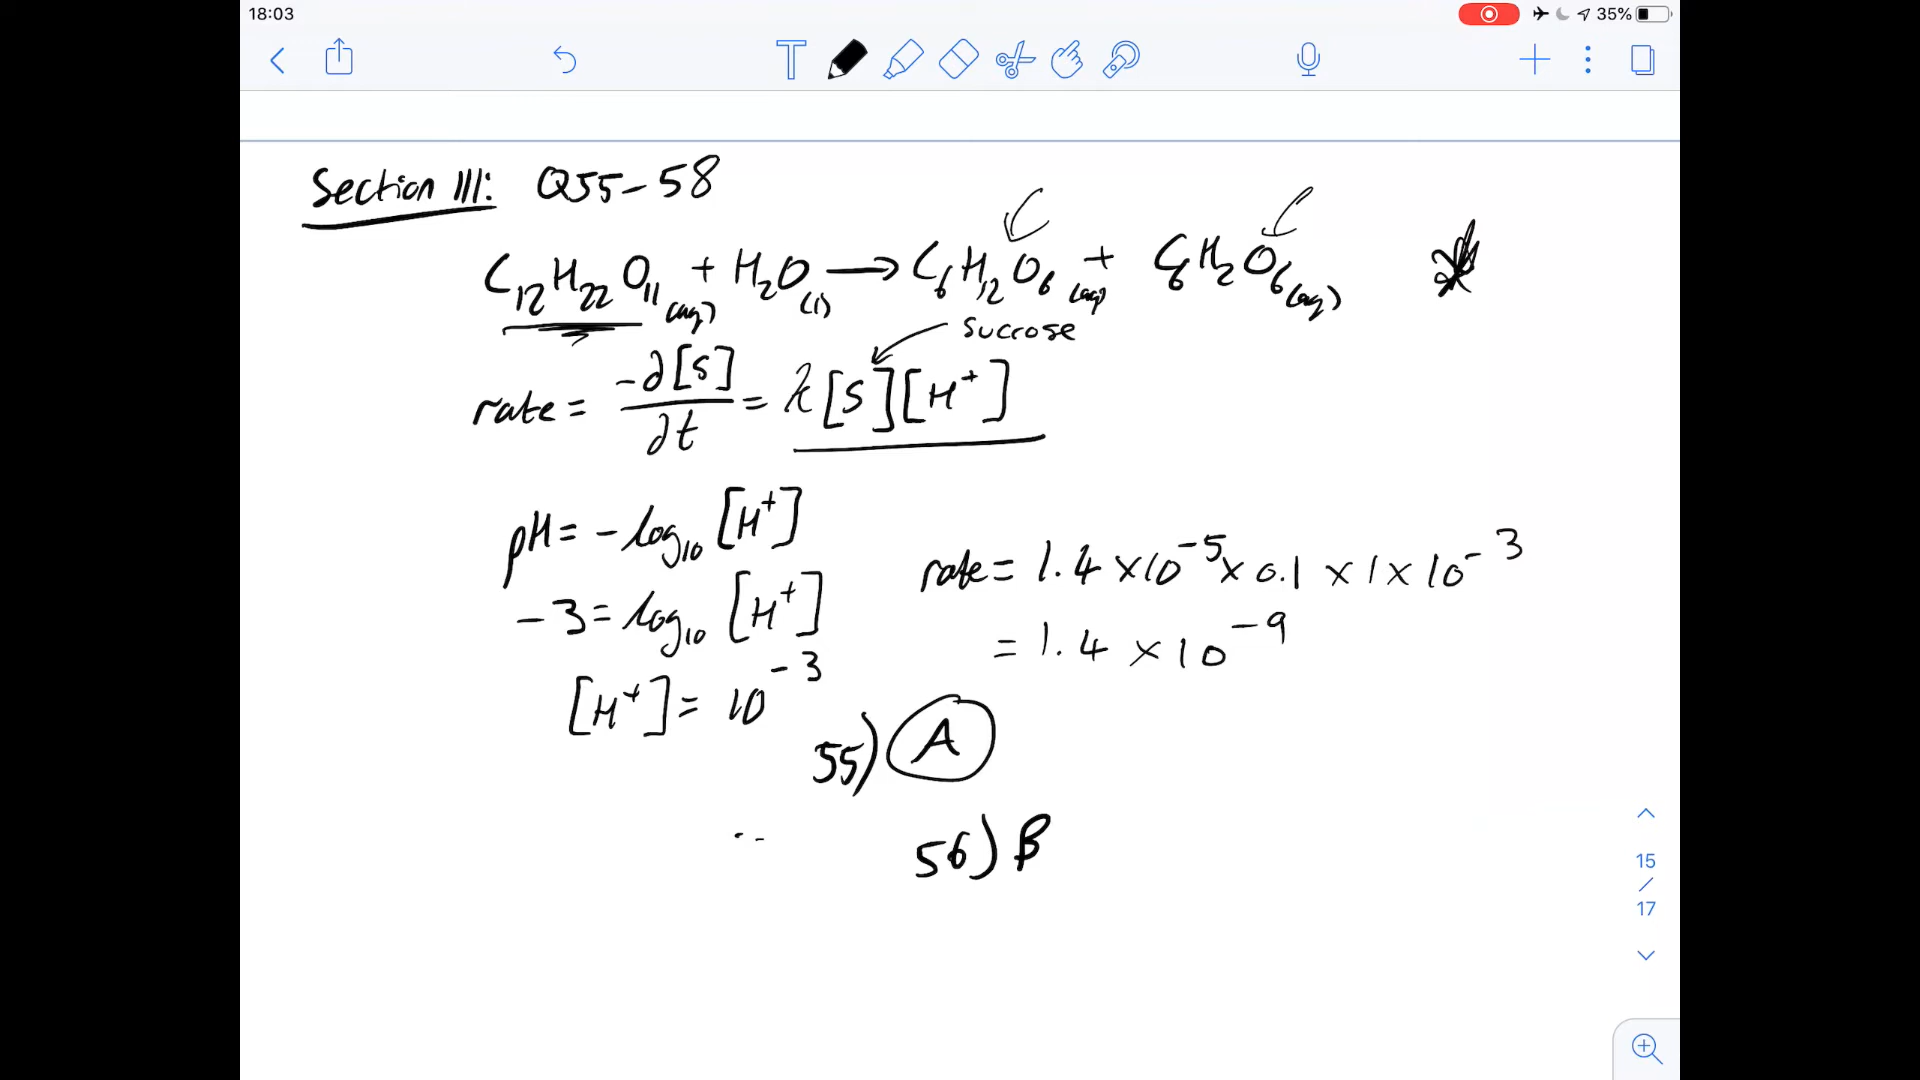 18:03
35%
T
Section III: Q55-58
C12H22O11(aq) + H2O(l) → C6H12O6(aq) + C6H2O6(aq)
sucrose
rate = -∂[S]/∂t = k[S][H+]
pH = -log10 [H+]
-3 = log10 [H+]
[H+] = 10^-3
rate = 1.4 × 10^-5 × 0.1 × 1 × 10^-3
= 1.4 × 10^-9
55) A
56) B
15
/
17